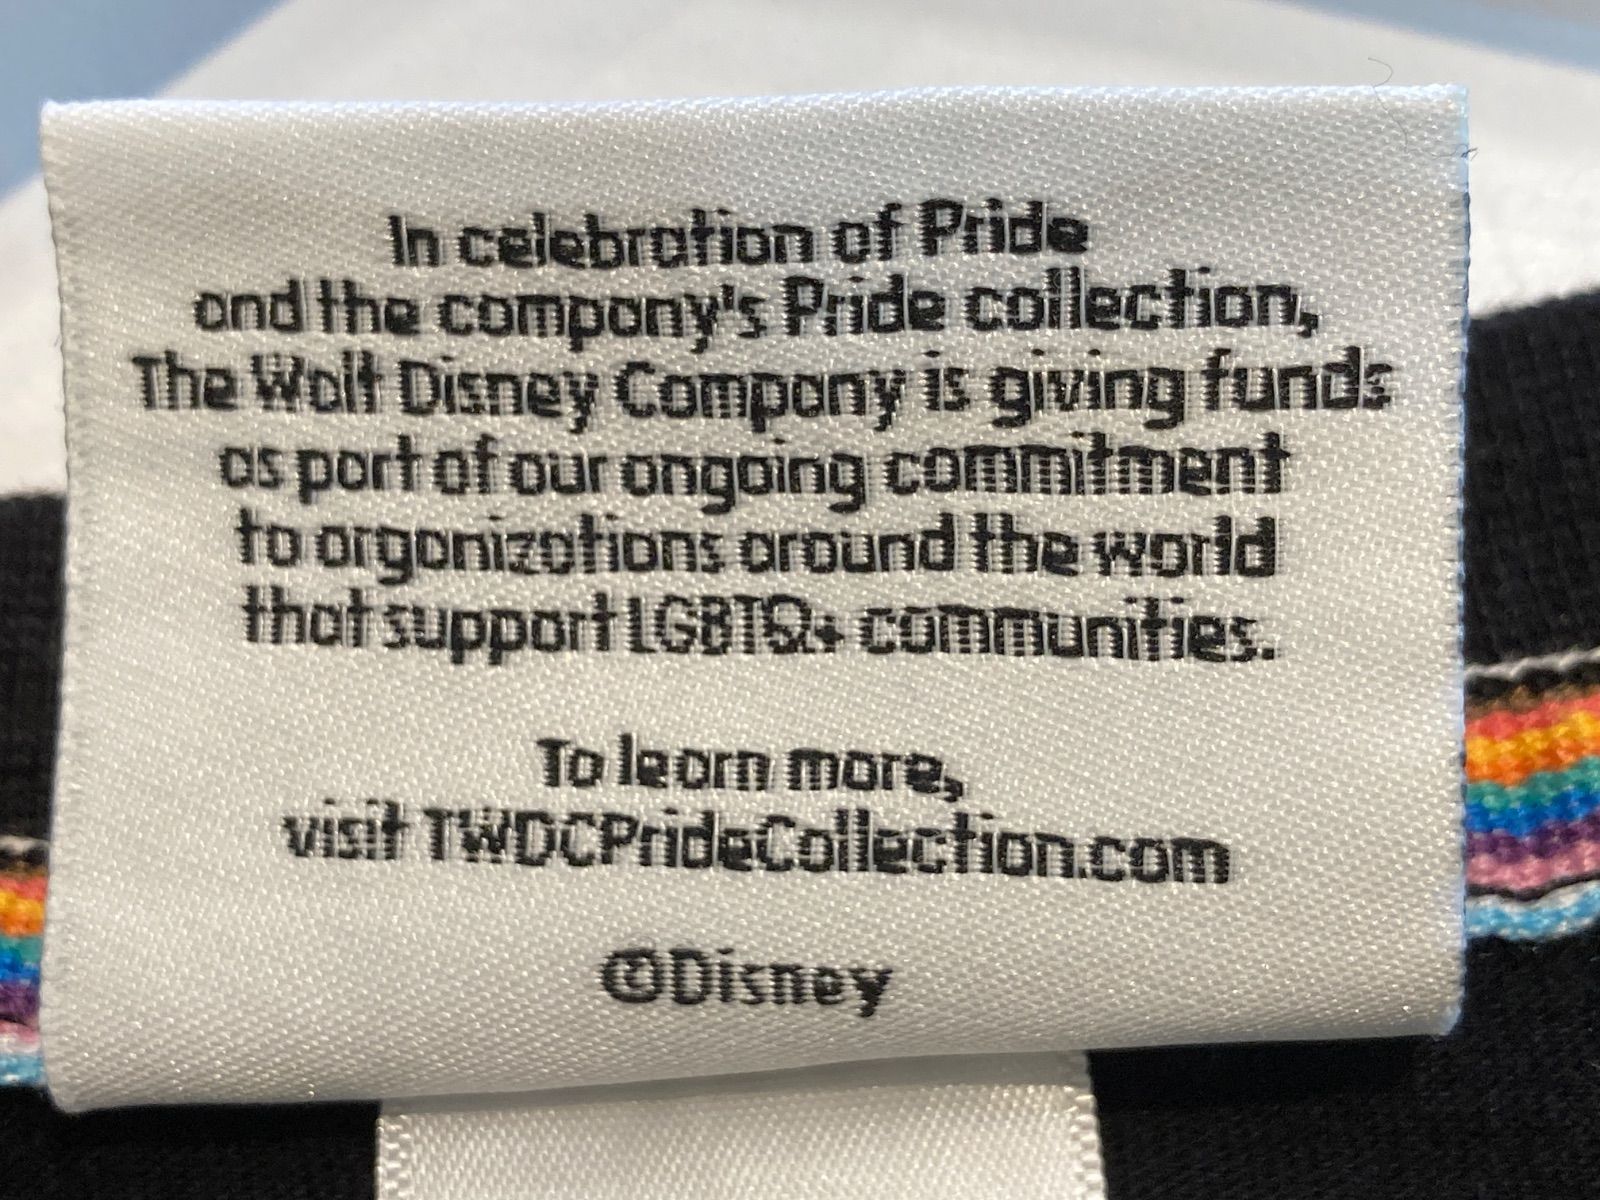 In celebration of Pride
and the company's Pride collection,
The Walt Disney Company is giving funds
as part of our ongoing commitment
to organizations around the world
that support LGBTQ+ communities.
To learn more,
visit TWDCPrideCollection.com
©Disney